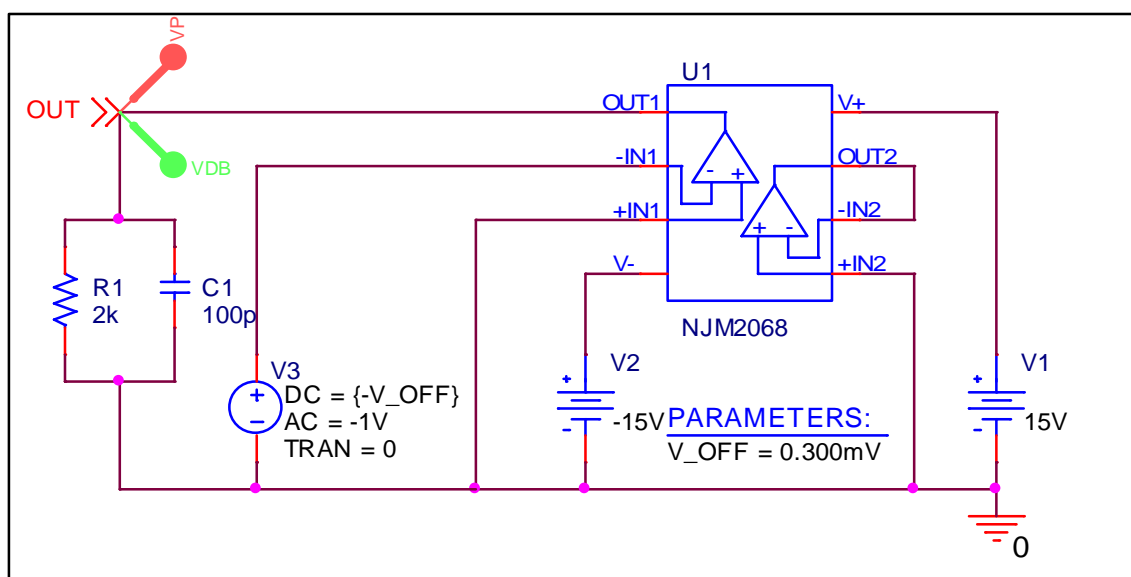 VP
U1
OUT
OUT1
V+
VDB
-IN1
OUT2
+IN1
-IN2
V-
+IN2
R1
2k
C1
100p
NJM2068
V3
DC = {-V_OFF}
AC = -1V
TRAN = 0
V2
-15V
PARAMETERS:
V_OFF = 0.300mV
V1
15V
0